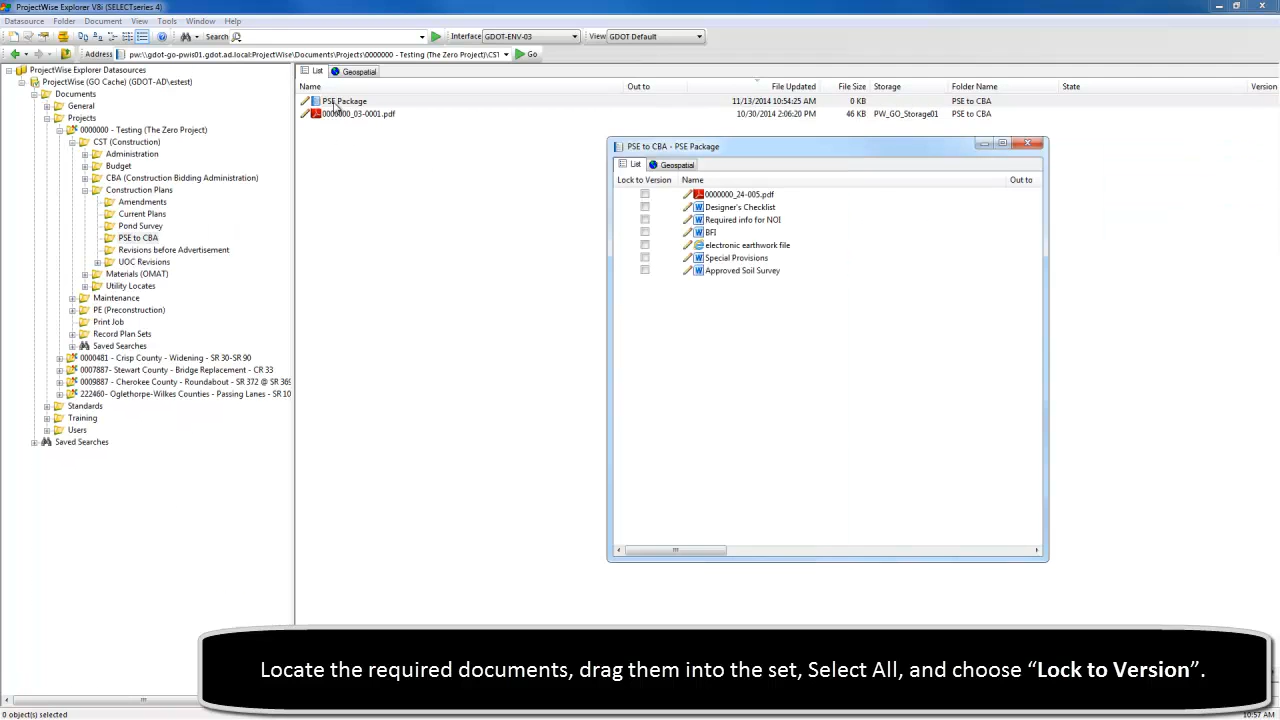 ProjectWise Explorer V8i (SELECTseries 4)
Datasource Folder Document View Tools Window Help
Search Interface GDOT-ENV-03 View GDOT Default
Address pw:\\gdot-go-pwis01.gdot.ad.local:ProjectWise\Documents\Projects\0000000 - Testing (The Zero Project)\CST Go
ProjectWise Explorer Datasources
ProjectWise (GO Cache) (GDOT-AD\estest)
Documents
General
Projects
0000000 - Testing (The Zero Project)
CST (Construction)
Administration
Budget
CBA (Construction Bidding Administration)
Construction Plans
Amendments
Current Plans
Pond Survey
PSE to CBA
Revisions before Advertisement
UOC Revisions
Materials (OMAT)
Utility Locates
Maintenance
PE (Preconstruction)
Print Job
Record Plan Sets
Saved Searches
0000481 - Crisp County - Widening - SR 30-SR 90
0007887- Stewart County - Bridge Replacement - CR 33
0009887 - Cherokee County - Roundabout - SR 372 @ SR 369
222460- Oglethorpe-Wilkes Counties - Passing Lanes - SR 10
Standards
Training
Users
Saved Searches
List Geospatial
Name Out to File Updated File Size Storage Folder Name State Version
PSE Package 11/13/2014 10:54:25 AM 0 KB PSE to CBA
0000000_03-0001.pdf 10/30/2014 2:06:20 PM 46 KB PW_GO_Storage01 PSE to CBA
PSE to CBA - PSE Package
List Geospatial
Lock to Version Name Out to
0000000_24-005.pdf
Designer's Checklist
Required info for NOI
BFI
electronic earthwork file
Special Provisions
Approved Soil Survey
Locate the required documents, drag them into the set, Select All, and choose “Lock to Version”.
0 object(s) selected 10:57 AM